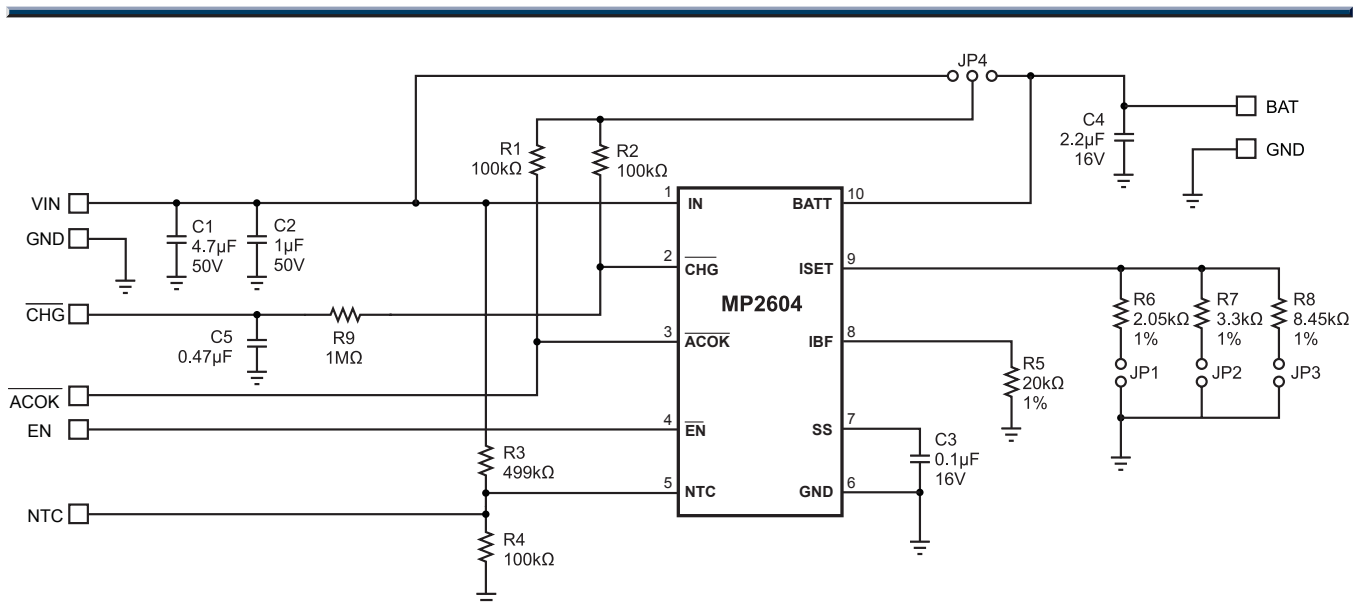 JP4
R1
100kΩ
R2
100kΩ
C4
2.2µF
16V
BAT
GND
VIN
GND
C1
4.7µF
50V
C2
1µF
50V
CHG
C5
0.47µF
R9
1MΩ
ACOK
EN
NTC
R3
499kΩ
R4
100kΩ
1
IN
2
CHG
3
ACOK
4
EN
5
NTC
MP2604
BATT
10
ISET
9
IBF
8
SS
7
GND
6
R5
20kΩ
1%
C3
0.1µF
16V
R6
2.05kΩ
1%
JP1
R7
3.3kΩ
1%
JP2
R8
8.45kΩ
1%
JP3